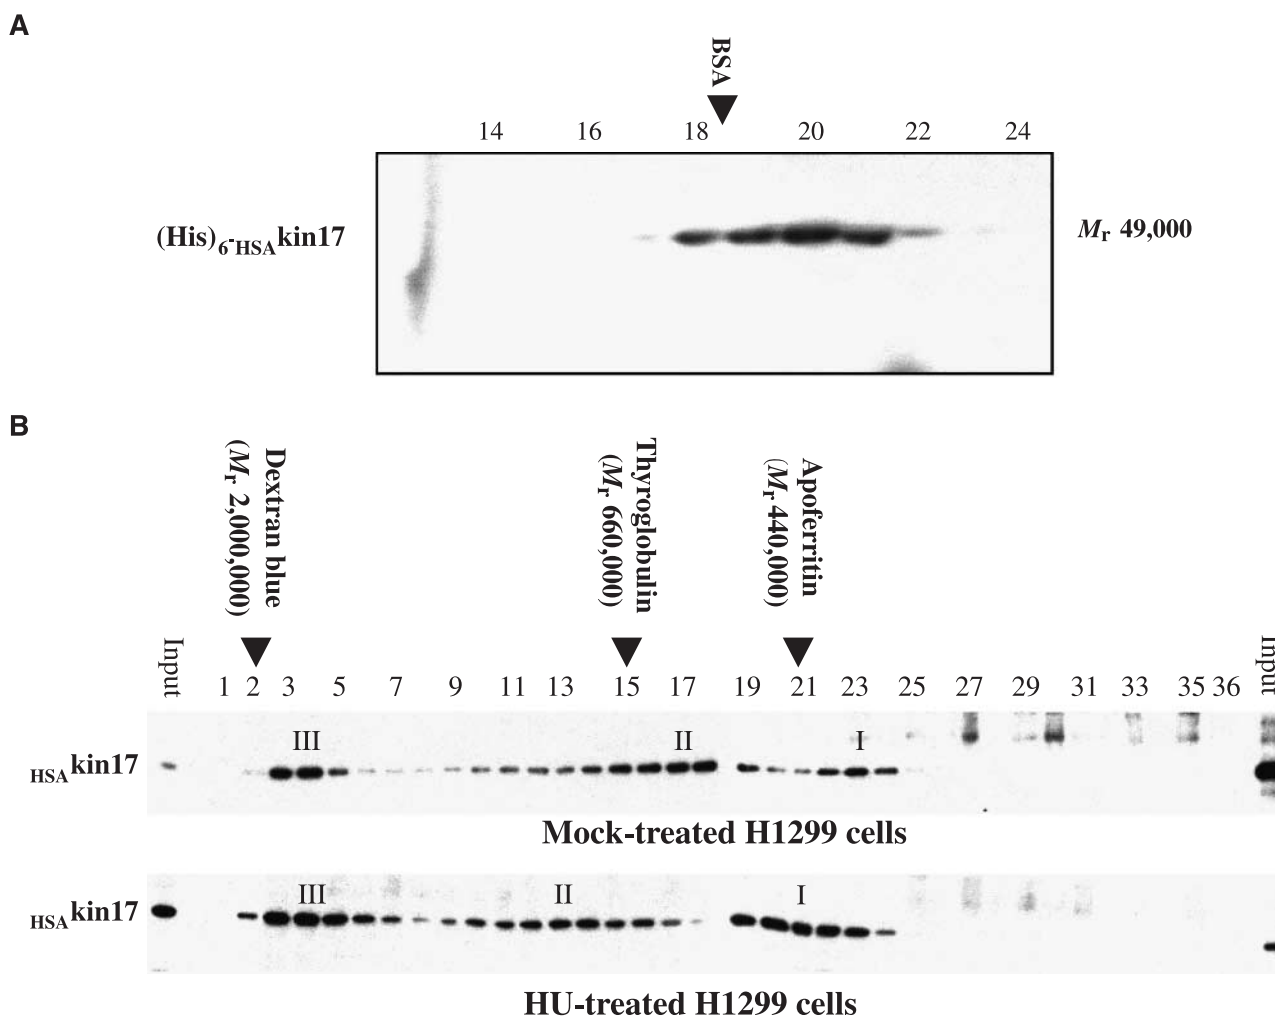 A
BSA
14 16 18 20 22 24
(His)6-HSAkin17
Mr 49,000
B
Dextran blue
(Mr 2,000,000)
Thyroglobulin
(Mr 660,000)
Apoferritin
(Mr 440,000)
Input 1 2 3 5 7 9 11 13 15 17 19 21 23 25 27 29 31 33 35 36 Input
III II I
HSAkin17
Mock-treated H1299 cells
III II I
HSAkin17
HU-treated H1299 cells